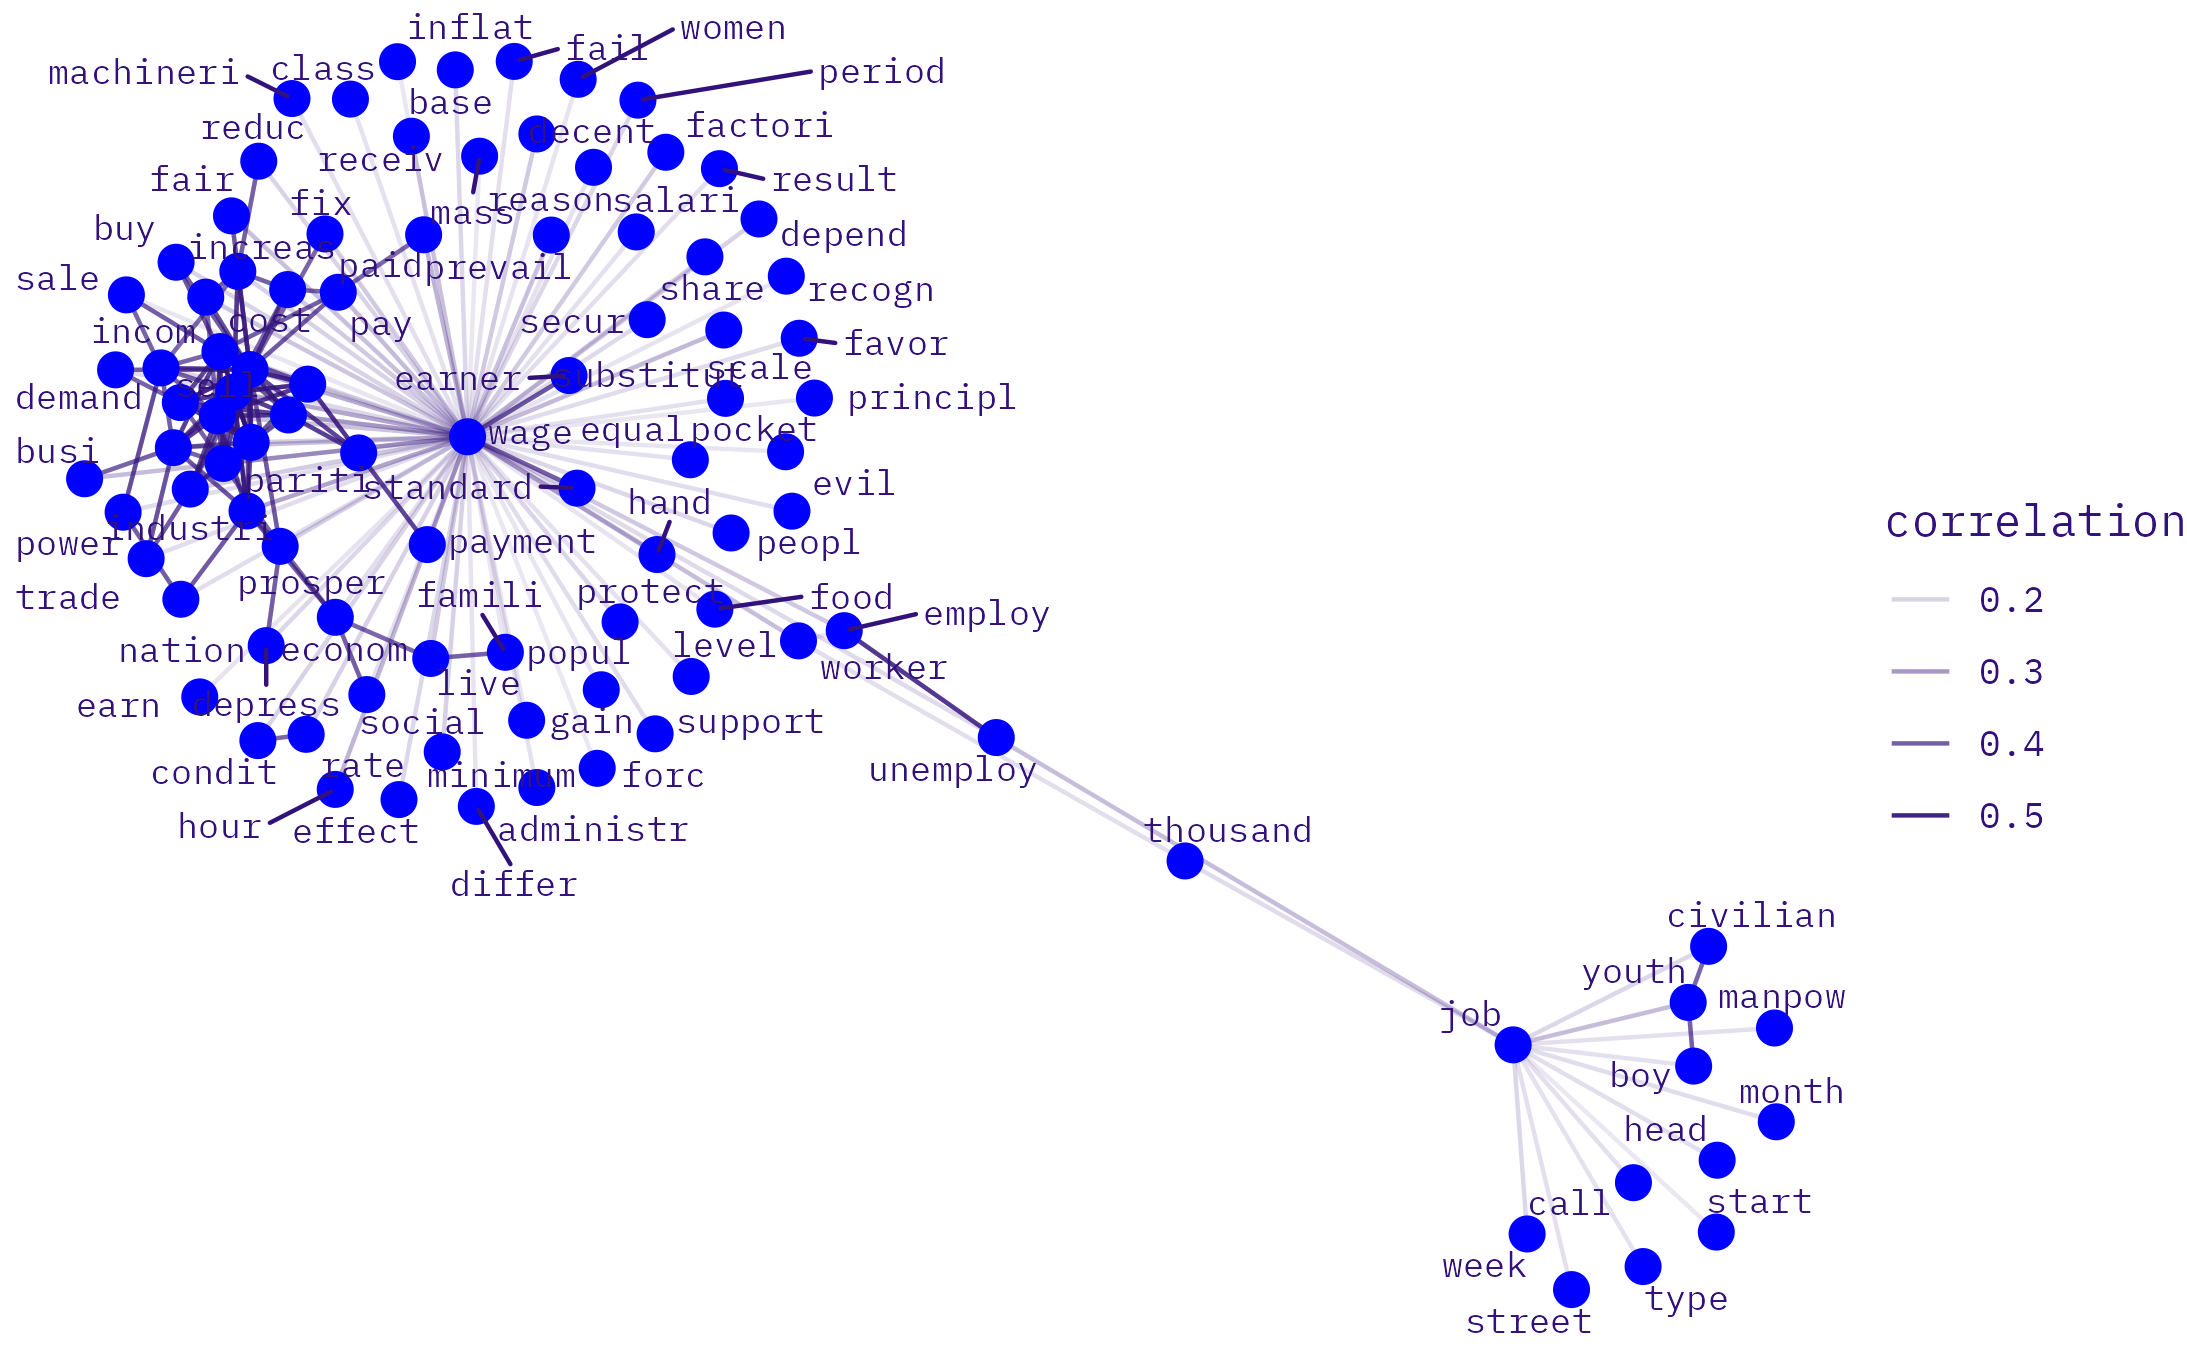 inflat
women
fail
machineri
class
period
base
reduc
decent
factori
receiv
fair
result
fix
mass
reason
salari
buy
increas
depend
paid
prevail
sale
share
recogn
incom
cost
pay
secur
favor
earner
substitut
scale
sell
demand
principl
wage
equal
pocket
busi
pariti
standard
evil
hand
industri
power
payment
peopl
prosper
trade
famili
protect
food
employ
nation
econom
popul
level
worker
live
earn
depress
social
gain
support
condit
rate
minimum
forc
unemploy
hour
effect
administr
thousand
differ
civilian
youth
manpow
job
boy
month
head
call
start
week
type
street
correlation
0.2
0.3
0.4
0.5